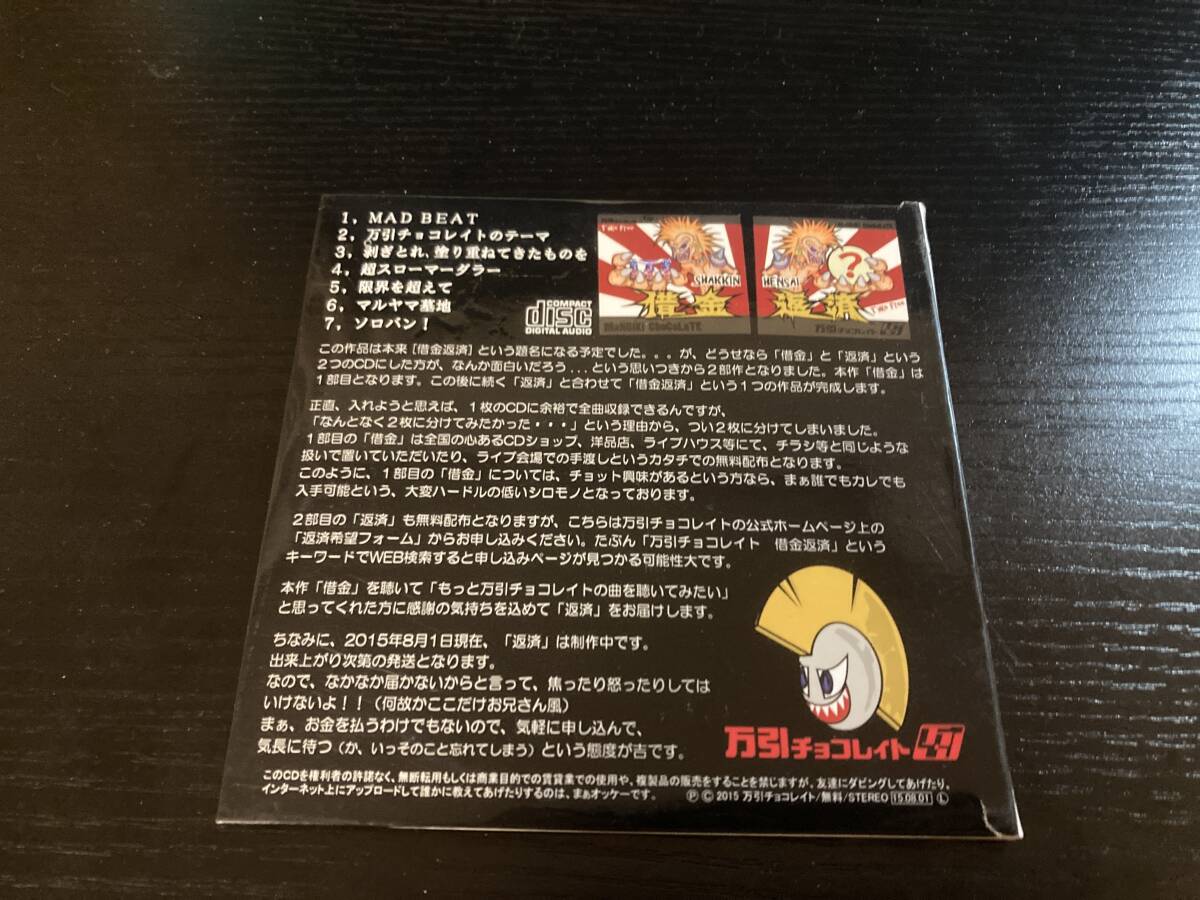 1, MAD BEAT
2, 万引チョコレイトのテーマ
3, 剥ぎとれ、塗り重ねてきたものを
4, 超スローマーダラー
5, 限界を超えて
6, マルヤマ墓地
7, ソロバン！
COMPACT
disc
DIGITAL AUDIO
Take Free
SHAKKIN
借金
MANBIKI CHOCOLATE
HENSAI
?
返済
Take Free
万引チョコレイト
この作品は本来［借金返済］という題名になる予定でした。。。が、どうせなら「借金」と「返済」という
２つのCDにした方が、なんか面白いだろう...という思いつきから２部作となりました。本作「借金」は
１部目となります。この後に続く「返済」と合わせて「借金返済」という１つの作品が完成します。
正直、入れようと思えば、１枚のCDに余裕で全曲収録できるんですが、
「なんとなく２枚に分けてみたかった・・・」という理由から、つい２枚に分けてしまいました。
１部目の「借金」は全国の心あるCDショップ、洋品店、ライブハウス等にて、チラシ等と同じような
扱いで置いていただいたり、ライブ会場での手渡しというカタチでの無料配布となります。
このように、１部目の「借金」については、チョット興味があるという方なら、まぁ誰でもカレでも
入手可能という、大変ハードルの低いシロモノとなっております。
２部目の「返済」も無料配布となりますが、こちらは万引チョコレイトの公式ホームページ上の
「返済希望フォーム」からお申し込みください。たぶん「万引チョコレイト　借金返済」という
キーワードでWEB検索すると申し込みページが見つかる可能性大です。
本作「借金」を聴いて「もっと万引チョコレイトの曲を聴いてみたい」
と思ってくれた方に感謝の気持ちを込めて「返済」をお届けします。
ちなみに、2015年8月1日現在、「返済」は制作中です。
出来上がり次第の発送となります。
なので、なかなか届かないからと言って、焦ったり怒ったりしては
いけないよ！！（何故かここだけお兄さん風）
まぁ、お金を払うわけでもないので、気軽に申し込んで、
気長に待つ（か、いっそのこと忘れてしまう）という態度が吉です。
万引チョコレイト
このCDを権利者の許諾なく、無断転用もしくは商業目的での賃貸業での使用や、複製品の販売をすることを禁じますが、友達にダビングしてあげたり、
インターネット上にアップロードして誰かに教えてあげたりするのは、まぁオッケーです。
Ⓟ Ⓒ 2015 万引チョコレイト/無料/STEREO 15.08.01 Ⓛ